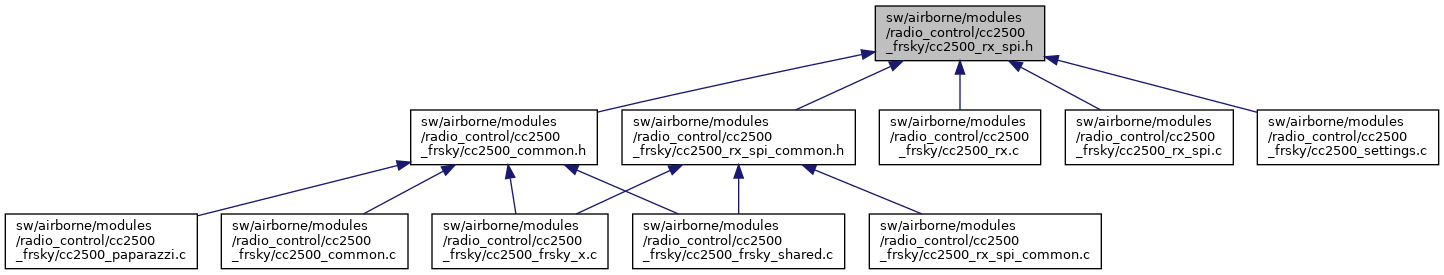 sw/airborne/modules
/radio_control/cc2500
_frsky/cc2500_rx_spi.h
sw/airborne/modules
/radio_control/cc2500
_frsky/cc2500_common.h
sw/airborne/modules
/radio_control/cc2500
_frsky/cc2500_rx_spi_common.h
sw/airborne/modules
/radio_control/cc2500
_frsky/cc2500_rx.c
sw/airborne/modules
/radio_control/cc2500
_frsky/cc2500_rx_spi.c
sw/airborne/modules
/radio_control/cc2500
_frsky/cc2500_settings.c
sw/airborne/modules
/radio_control/cc2500
_frsky/cc2500_paparazzi.c
sw/airborne/modules
/radio_control/cc2500
_frsky/cc2500_common.c
sw/airborne/modules
/radio_control/cc2500
_frsky/cc2500_frsky_x.c
sw/airborne/modules
/radio_control/cc2500
_frsky/cc2500_frsky_shared.c
sw/airborne/modules
/radio_control/cc2500
_frsky/cc2500_rx_spi_common.c